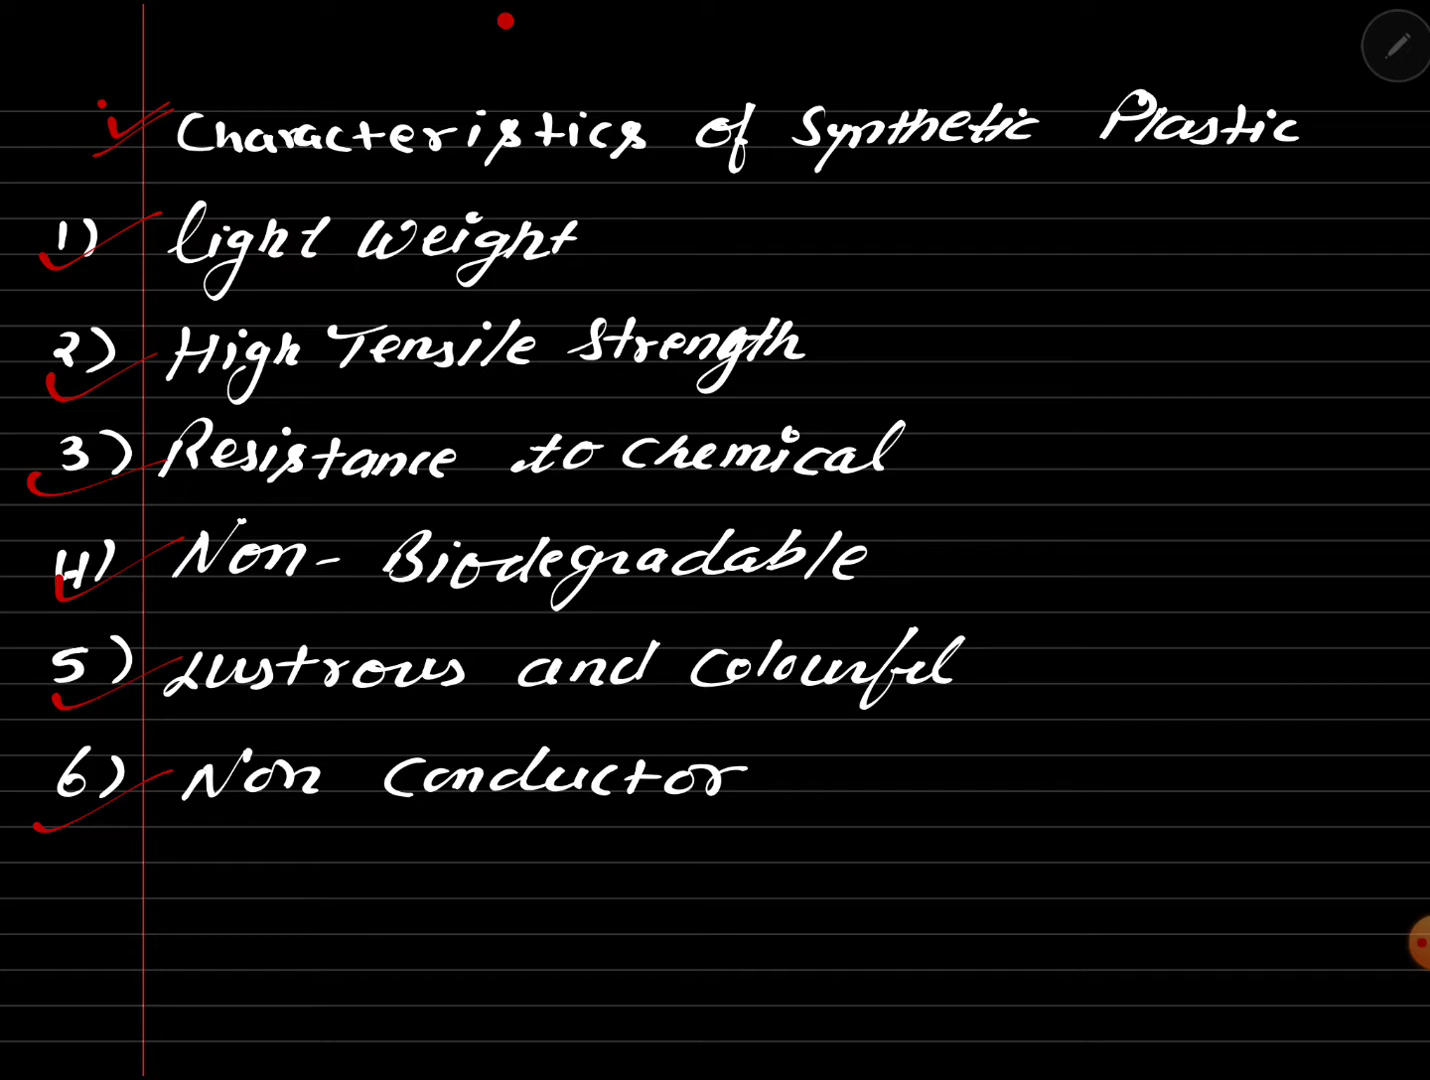 Characteristics of Synthetic Plastic
1) Light Weight
2) High Tensile Strength
3) Resistance to Chemical
4) Non-Biodegradable
5) Lustrous and Colourful
6) Non Conductor